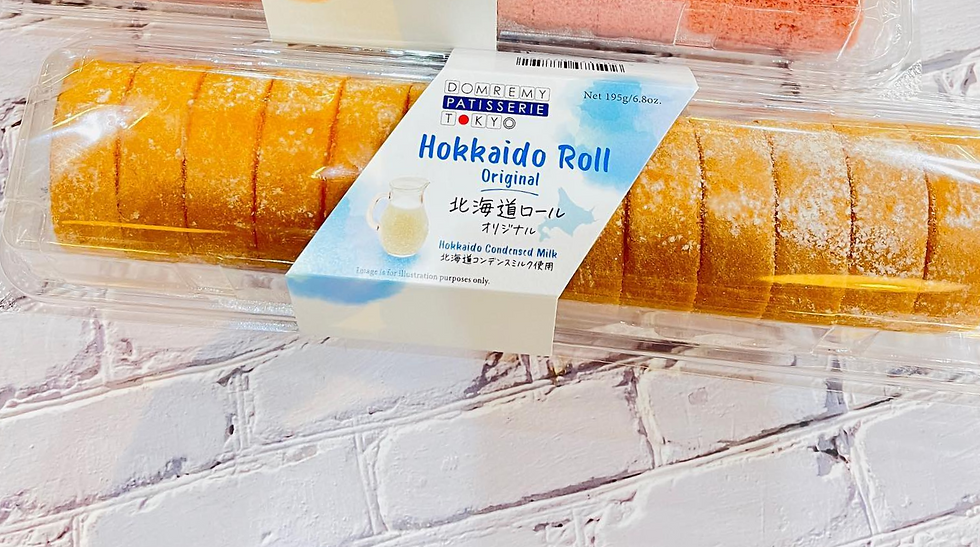 DOMREMY
PATISSERIE
TOKYO
Net 195g/6.8oz.
Hokkaido Roll
Original
北海道ロール
オリジナル
Hokkaido Condensed Milk
北海道コンデンスミルク使用
Image is for illustration purposes only.